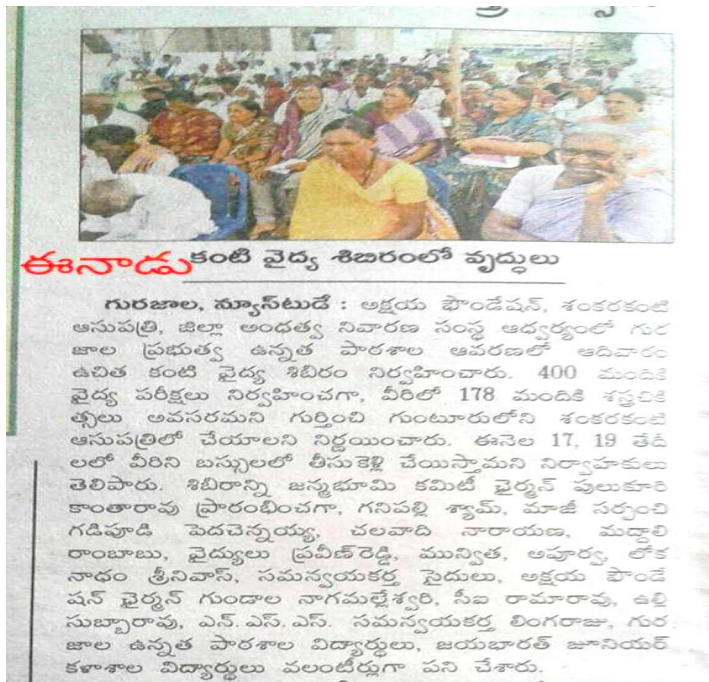 ఈనాడు
కంటి వైద్య శిబిరంలో వృద్ధులు
గురజాల, న్యూస్‌టుడే : అక్షయ ఫౌండేషన్, శంకరకంటి
ఆసుపత్రి, జిల్లా అంధత్వ నివారణ సంస్థ ఆధ్వర్యంలో గుర
జాల ప్రభుత్వ ఉన్నత పాఠశాల ఆవరణలో ఆదివారం
ఉచిత కంటి వైద్య శిబిరం నిర్వహించారు. 400 మందికి
వైద్య పరీక్షలు నిర్వహించగా, వీరిలో 178 మందికి శస్త్రచికి
త్సలు అవసరమని గుర్తించి గుంటూరులోని శంకరకంటి
ఆసుపత్రిలో చేయాలని నిర్ణయించారు. ఈనెల 17, 19 తేదీ
లలో వీరిని బస్సులలో తీసుకెళ్లి చేయిస్తామని నిర్వాహకులు
తెలిపారు. శిబిరాన్ని జన్మభూమి కమిటీ ఛైర్మన్ పులుకూరి
కాంతారావు ప్రారంభించగా, గనిపల్లి శ్యామ్, మాజీ సర్పంచి
గడిపూడి పెదచెన్నయ్య, చలవాది నారాయణ, మద్దాలి
రాంబాబు, వైద్యులు ప్రవీణ్‌రెడ్డి, మున్విత, అపూర్వ, లోక
నాధం శ్రీనివాస్, సమన్వయకర్త సైదులు, అక్షయ ఫౌండే
షన్ ఛైర్మన్ గుండాల నాగమల్లేశ్వరి, సీఐ రామారావు, ఉల్లి
సుబ్బారావు, ఎన్.ఎస్.ఎస్. సమన్వయకర్త లింగరాజు, గుర
జాల ఉన్నత పాఠశాల విద్యార్థులు, జయభారత్ జూనియర్
కళాశాల విద్యార్థులు వలంటీర్లుగా పని చేశారు.